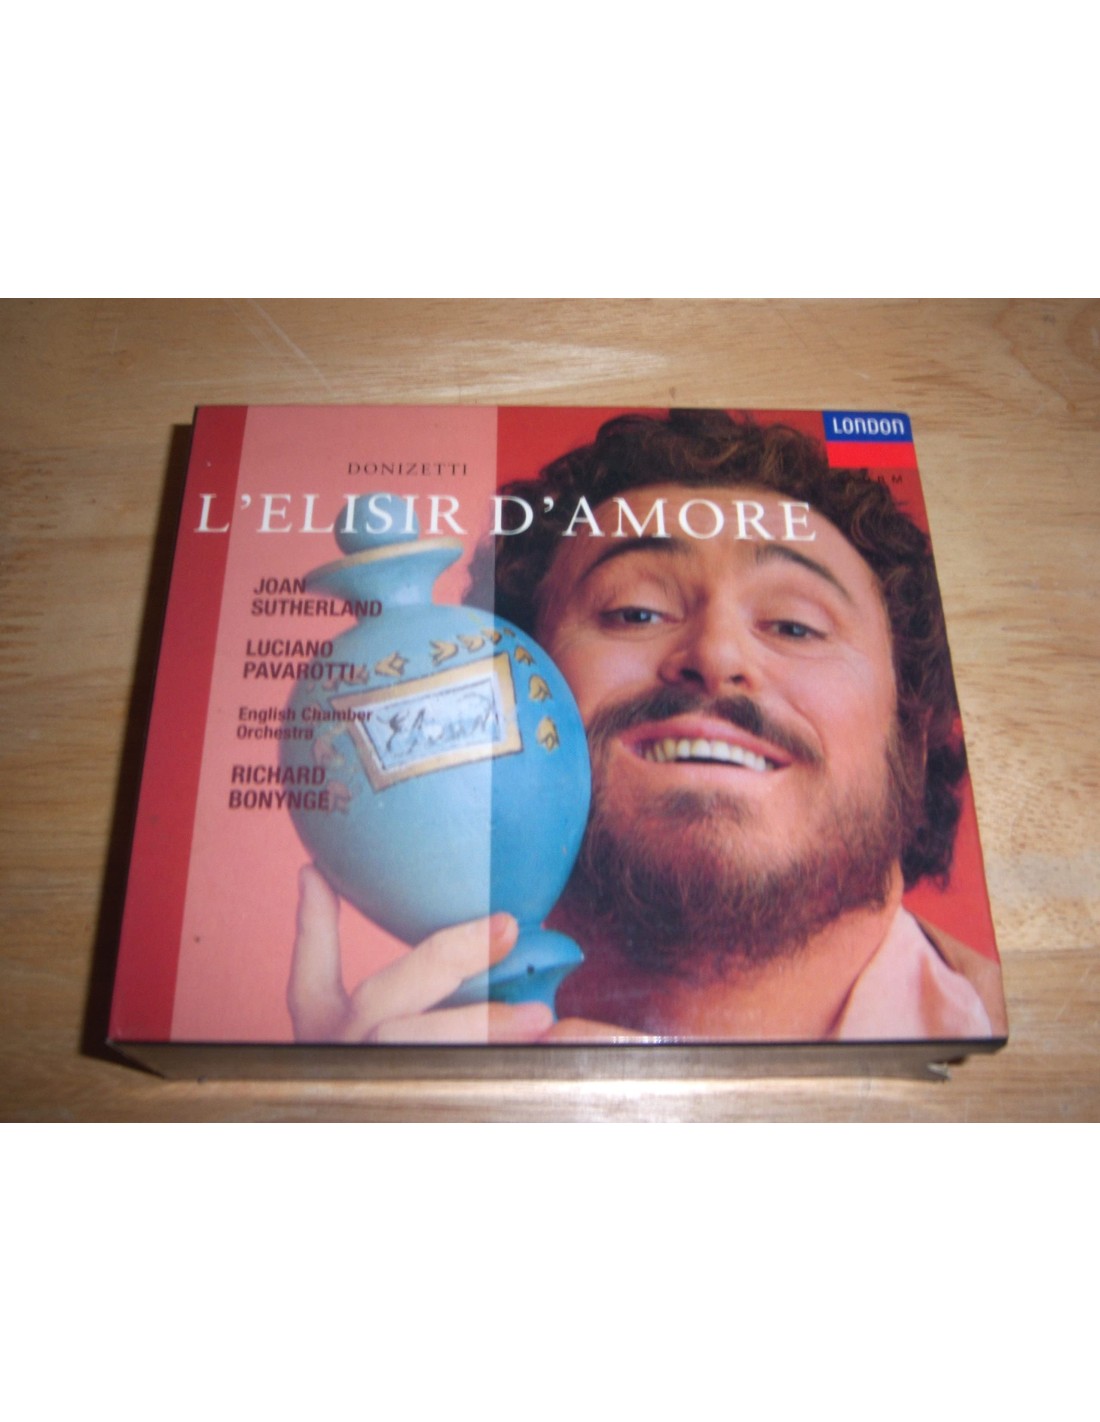 LONDON
DONIZETTI
L'ELISIR D'AMORE
JOAN
SUTHERLAND
LUCIANO
PAVAROTTI
English Chamber
Orchestra
RICHARD
BONYNGE